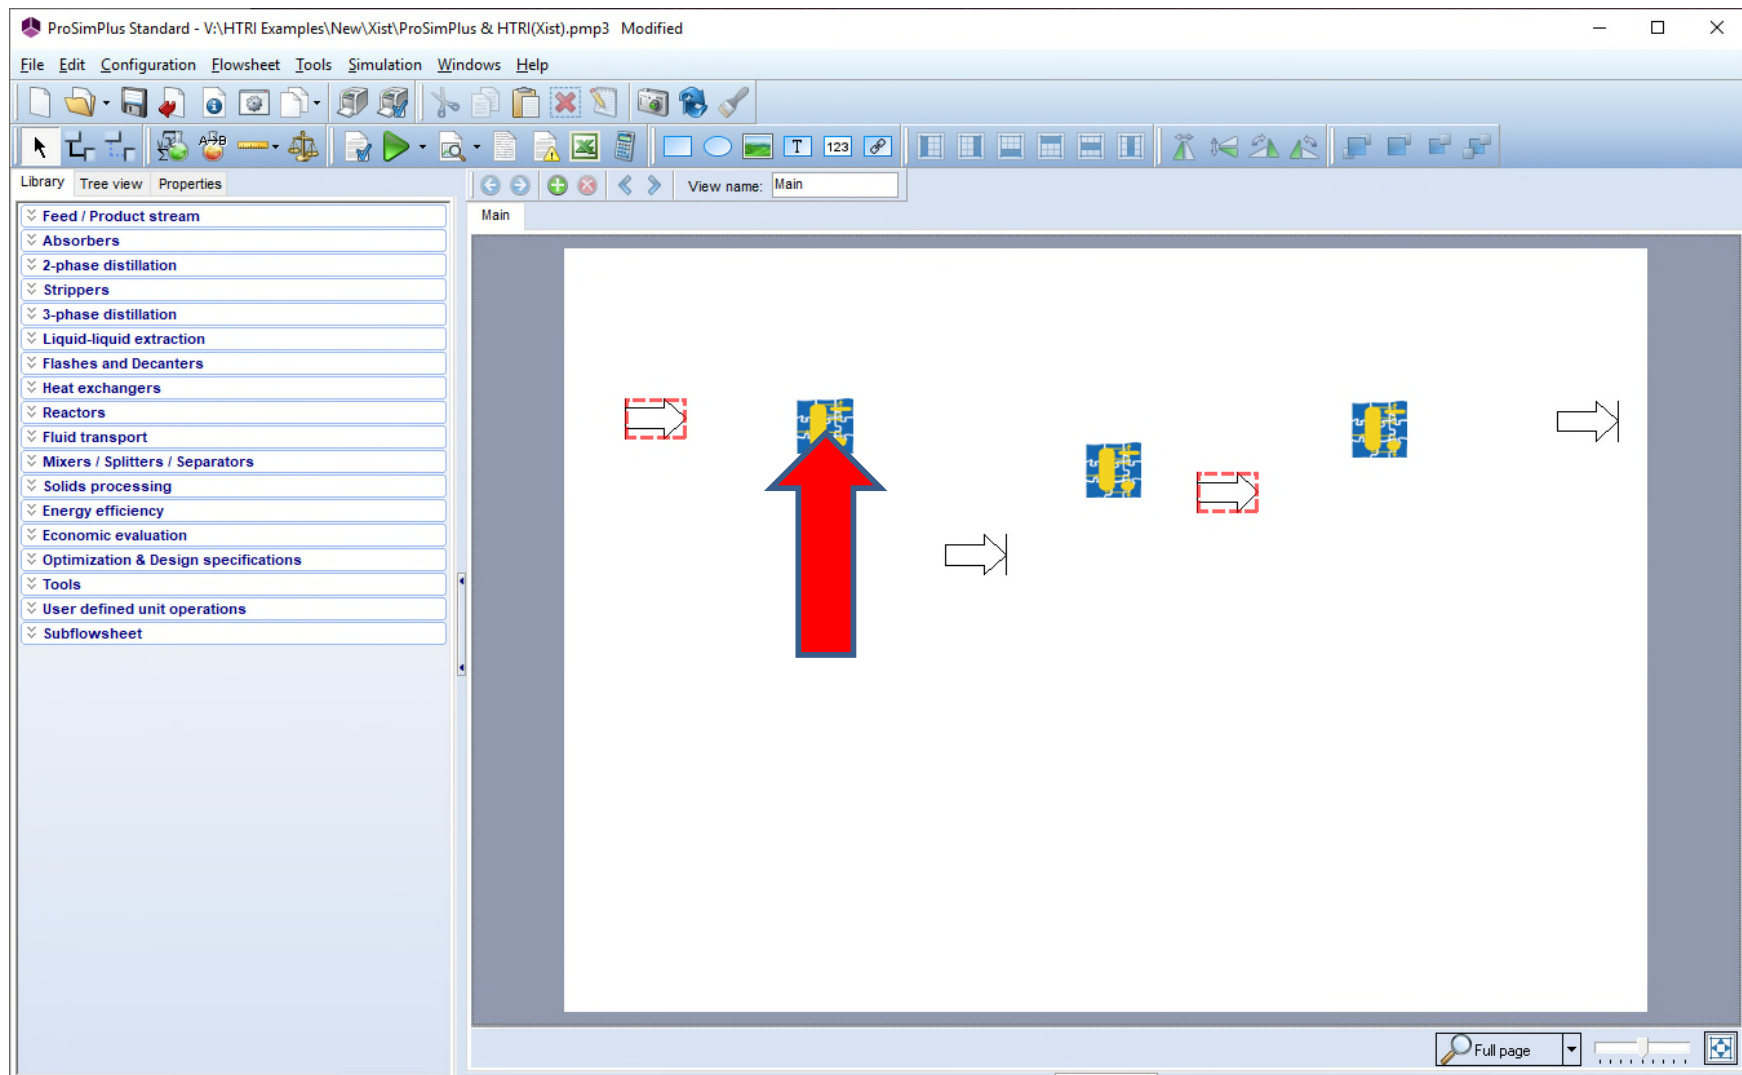 ProSimPlus Standard - V:\HTRI Examples\New\Xist\ProSimPlus & HTRI(Xist).pmp3 Modified
File Edit Configuration Flowsheet Tools Simulation Windows Help
A→B
T 123
Library Tree view Properties
View name: Main
Main
Feed / Product stream
Absorbers
2-phase distillation
Strippers
3-phase distillation
Liquid-liquid extraction
Flashes and Decanters
Heat exchangers
Reactors
Fluid transport
Mixers / Splitters / Separators
Solids processing
Energy efficiency
Economic evaluation
Optimization & Design specifications
Tools
User defined unit operations
Subflowsheet
Full page